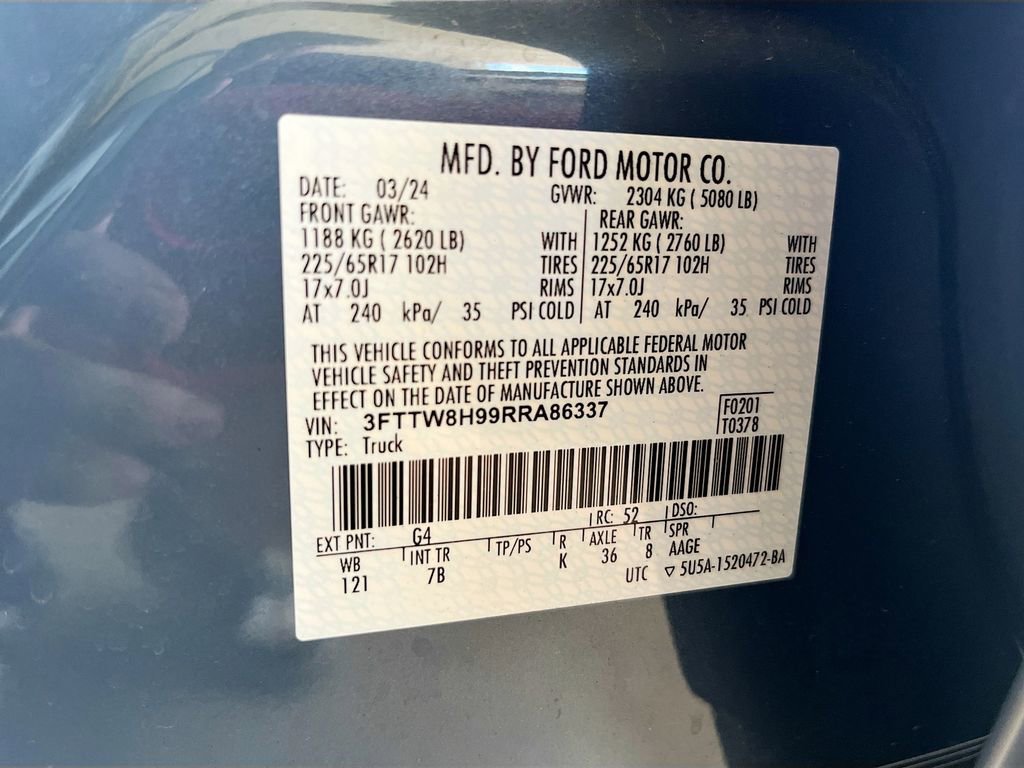 MFD. BY FORD MOTOR CO.
DATE: 03/24 GVWR: 2304 KG ( 5080 LB)
FRONT GAWR: REAR GAWR:
1188 KG ( 2620 LB) WITH 1252 KG ( 2760 LB) WITH
225/65R17 102H TIRES 225/65R17 102H TIRES
17x7.0J RIMS 17x7.0J RIMS
AT 240 kPa/ 35 PSI COLD AT 240 kPa/ 35 PSI COLD
THIS VEHICLE CONFORMS TO ALL APPLICABLE FEDERAL MOTOR
VEHICLE SAFETY AND THEFT PREVENTION STANDARDS IN
EFFECT ON THE DATE OF MANUFACTURE SHOWN ABOVE.
VIN: 3FTTW8H99RRA86337 F0201
TYPE: Truck T0378
EXT PNT: G4 RC: 52 DSO:
WB INT TR TP/PS R AXLE TR SPR
121 7B K 36 8 AAGE
UTC ▽ 5U5A-1520472-BA